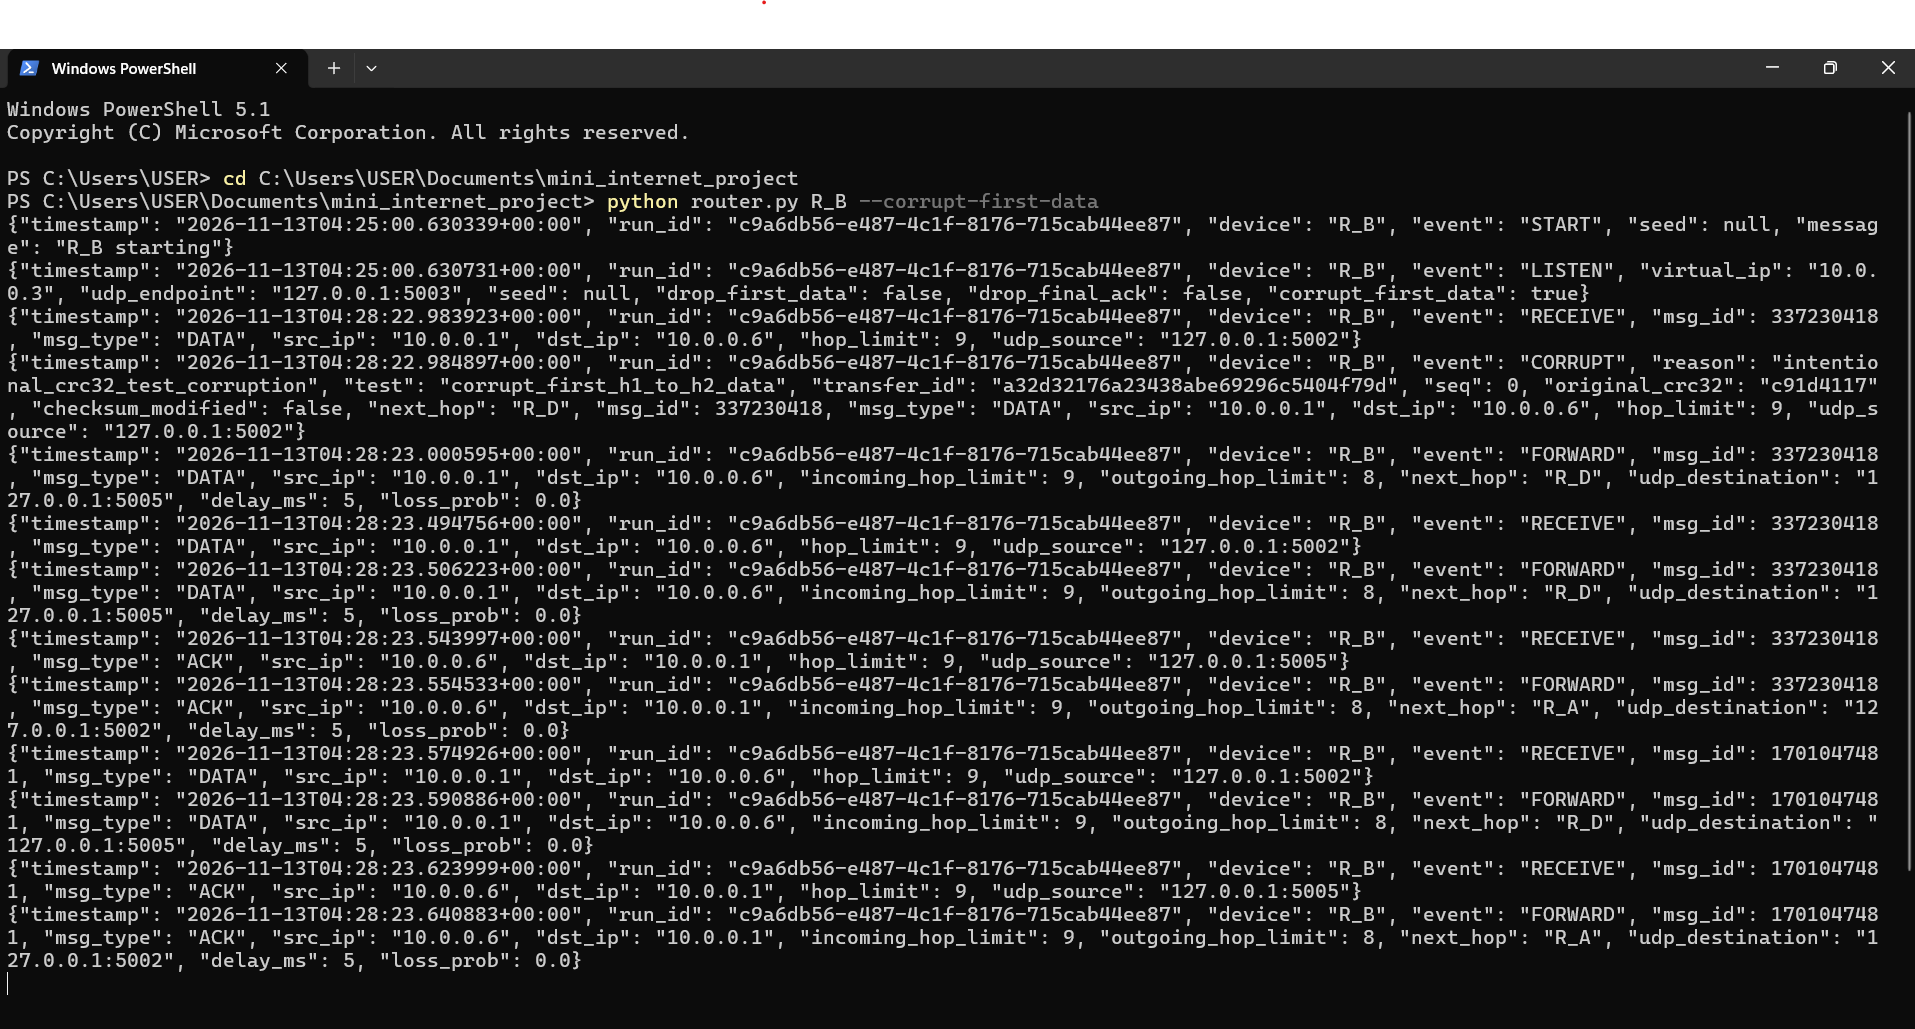 Windows PowerShell
Windows PowerShell 5.1
Copyright (C) Microsoft Corporation. All rights reserved.
PS C:\Users\USER> cd C:\Users\USER\Documents\mini_internet_project
PS C:\Users\USER\Documents\mini_internet_project> python router.py R_B --corrupt-first-data
{"timestamp": "2026-11-13T04:25:00.630339+00:00", "run_id": "c9a6db56-e487-4c1f-8176-715cab44ee87", "device": "R_B", "event": "START", "seed": null, "messag
e": "R_B starting"}
{"timestamp": "2026-11-13T04:25:00.630731+00:00", "run_id": "c9a6db56-e487-4c1f-8176-715cab44ee87", "device": "R_B", "event": "LISTEN", "virtual_ip": "10.0.
0.3", "udp_endpoint": "127.0.0.1:5003", "seed": null, "drop_first_data": false, "drop_final_ack": false, "corrupt_first_data": true}
{"timestamp": "2026-11-13T04:28:22.983923+00:00", "run_id": "c9a6db56-e487-4c1f-8176-715cab44ee87", "device": "R_B", "event": "RECEIVE", "msg_id": 337230418
, "msg_type": "DATA", "src_ip": "10.0.0.1", "dst_ip": "10.0.0.6", "hop_limit": 9, "udp_source": "127.0.0.1:5002"}
{"timestamp": "2026-11-13T04:28:22.984897+00:00", "run_id": "c9a6db56-e487-4c1f-8176-715cab44ee87", "device": "R_B", "event": "CORRUPT", "reason": "intentio
nal_crc32_test_corruption", "test": "corrupt_first_h1_to_h2_data", "transfer_id": "a32d32176a23438abe69296c5404f79d", "seq": 0, "original_crc32": "c91d4117"
, "checksum_modified": false, "next_hop": "R_D", "msg_id": 337230418, "msg_type": "DATA", "src_ip": "10.0.0.1", "dst_ip": "10.0.0.6", "hop_limit": 9, "udp_s
ource": "127.0.0.1:5002"}
{"timestamp": "2026-11-13T04:28:23.000595+00:00", "run_id": "c9a6db56-e487-4c1f-8176-715cab44ee87", "device": "R_B", "event": "FORWARD", "msg_id": 337230418
, "msg_type": "DATA", "src_ip": "10.0.0.1", "dst_ip": "10.0.0.6", "incoming_hop_limit": 9, "outgoing_hop_limit": 8, "next_hop": "R_D", "udp_destination": "1
27.0.0.1:5005", "delay_ms": 5, "loss_prob": 0.0}
{"timestamp": "2026-11-13T04:28:23.494756+00:00", "run_id": "c9a6db56-e487-4c1f-8176-715cab44ee87", "device": "R_B", "event": "RECEIVE", "msg_id": 337230418
, "msg_type": "DATA", "src_ip": "10.0.0.1", "dst_ip": "10.0.0.6", "hop_limit": 9, "udp_source": "127.0.0.1:5002"}
{"timestamp": "2026-11-13T04:28:23.506223+00:00", "run_id": "c9a6db56-e487-4c1f-8176-715cab44ee87", "device": "R_B", "event": "FORWARD", "msg_id": 337230418
, "msg_type": "DATA", "src_ip": "10.0.0.1", "dst_ip": "10.0.0.6", "incoming_hop_limit": 9, "outgoing_hop_limit": 8, "next_hop": "R_D", "udp_destination": "1
27.0.0.1:5005", "delay_ms": 5, "loss_prob": 0.0}
{"timestamp": "2026-11-13T04:28:23.543997+00:00", "run_id": "c9a6db56-e487-4c1f-8176-715cab44ee87", "device": "R_B", "event": "RECEIVE", "msg_id": 337230418
, "msg_type": "ACK", "src_ip": "10.0.0.6", "dst_ip": "10.0.0.1", "hop_limit": 9, "udp_source": "127.0.0.1:5005"}
{"timestamp": "2026-11-13T04:28:23.554533+00:00", "run_id": "c9a6db56-e487-4c1f-8176-715cab44ee87", "device": "R_B", "event": "FORWARD", "msg_id": 337230418
, "msg_type": "ACK", "src_ip": "10.0.0.6", "dst_ip": "10.0.0.1", "incoming_hop_limit": 9, "outgoing_hop_limit": 8, "next_hop": "R_A", "udp_destination": "12
7.0.0.1:5002", "delay_ms": 5, "loss_prob": 0.0}
{"timestamp": "2026-11-13T04:28:23.574926+00:00", "run_id": "c9a6db56-e487-4c1f-8176-715cab44ee87", "device": "R_B", "event": "RECEIVE", "msg_id": 170104748
1, "msg_type": "DATA", "src_ip": "10.0.0.1", "dst_ip": "10.0.0.6", "hop_limit": 9, "udp_source": "127.0.0.1:5002"}
{"timestamp": "2026-11-13T04:28:23.590886+00:00", "run_id": "c9a6db56-e487-4c1f-8176-715cab44ee87", "device": "R_B", "event": "FORWARD", "msg_id": 170104748
1, "msg_type": "DATA", "src_ip": "10.0.0.1", "dst_ip": "10.0.0.6", "incoming_hop_limit": 9, "outgoing_hop_limit": 8, "next_hop": "R_D", "udp_destination": "
127.0.0.1:5005", "delay_ms": 5, "loss_prob": 0.0}
{"timestamp": "2026-11-13T04:28:23.623999+00:00", "run_id": "c9a6db56-e487-4c1f-8176-715cab44ee87", "device": "R_B", "event": "RECEIVE", "msg_id": 170104748
1, "msg_type": "ACK", "src_ip": "10.0.0.6", "dst_ip": "10.0.0.1", "hop_limit": 9, "udp_source": "127.0.0.1:5005"}
{"timestamp": "2026-11-13T04:28:23.640883+00:00", "run_id": "c9a6db56-e487-4c1f-8176-715cab44ee87", "device": "R_B", "event": "FORWARD", "msg_id": 170104748
1, "msg_type": "ACK", "src_ip": "10.0.0.6", "dst_ip": "10.0.0.1", "incoming_hop_limit": 9, "outgoing_hop_limit": 8, "next_hop": "R_A", "udp_destination": "1
27.0.0.1:5002", "delay_ms": 5, "loss_prob": 0.0}